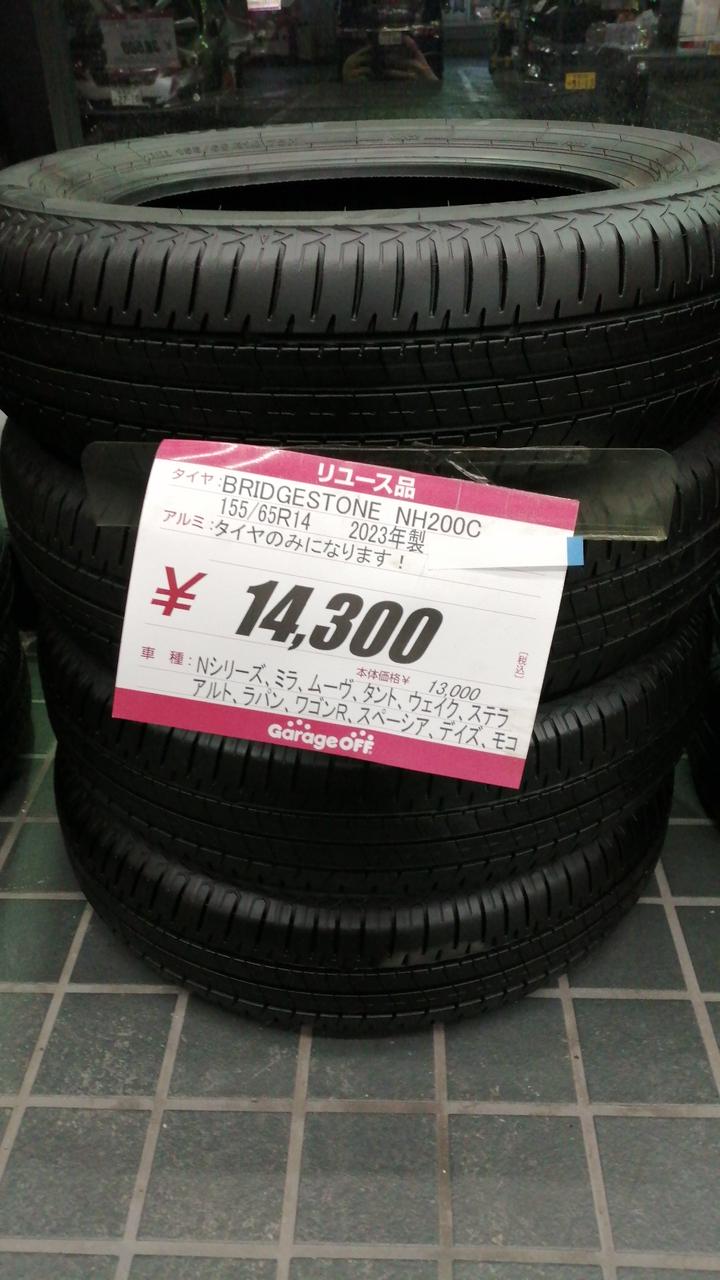 155/65R14 75H
リユース品
タイヤ:BRIDGESTONE NH200C
155/65R14 2023年製
アルミ:タイヤのみになります!
¥ 14,300
[税込]
本体価格¥ 13,000
車 種:Nシリーズ、ミラ、ムーヴ、タント、ウェイク、ステラ
アルト、ラパン、ワゴンR、スペーシア、デイズ、モコ
GarageOFF